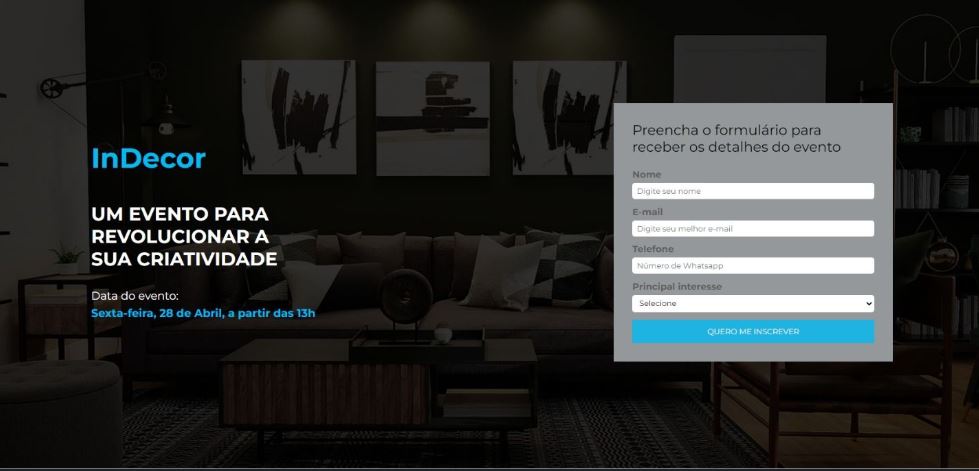 InDecor
UM EVENTO PARA
REVOLUCIONAR A
SUA CRIATIVIDADE
Data do evento:
Sexta-feira, 28 de Abril, a partir das 13h
Preencha o formulário para
receber os detalhes do evento
Nome
Digite seu nome
E-mail
Digite seu melhor e-mail
Telefone
Número de Whatsapp
Principal interesse
Selecione
QUERO ME INSCREVER